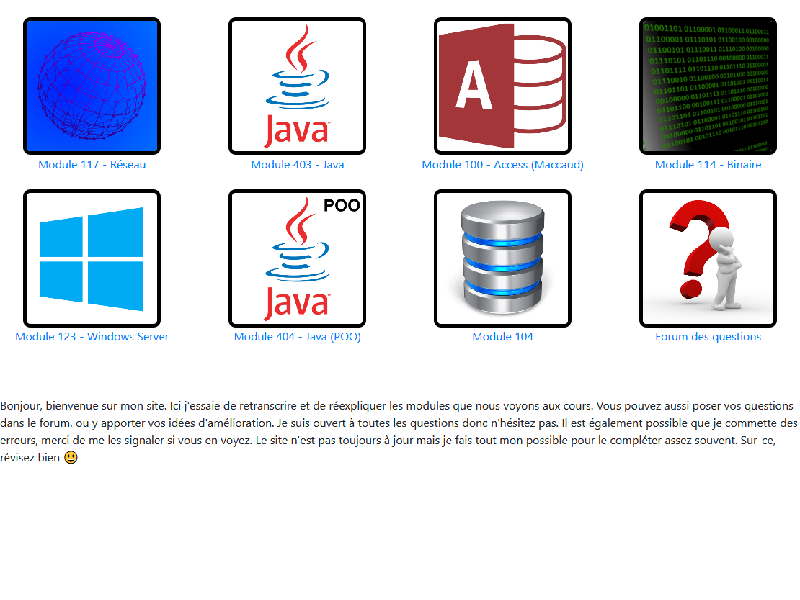 01001101 01100001 01100011 01100011
Java
A
Module 117 - Réseau
Module 403 - Java
Module 100 - Access (Maccaud)
Module 114 - Binaire
POO
Java
Module 123 - Windows Server
Module 404 - Java (POO)
Module 104
Forum des questions
Bonjour, bienvenue sur mon site. Ici j'essaie de retranscrire et de réexpliquer les modules que nous voyons aux cours. Vous pouvez aussi poser vos questions
dans le forum, ou y apporter vos idées d'amélioration. Je suis ouvert à toutes les questions donc n'hésitez pas. Il est également possible que je commette des
erreurs, merci de me les signaler si vous en voyez. Le site n'est pas toujours à jour mais je fais tout mon possible pour le compléter assez souvent. Sur ce,
révisez bien 😃